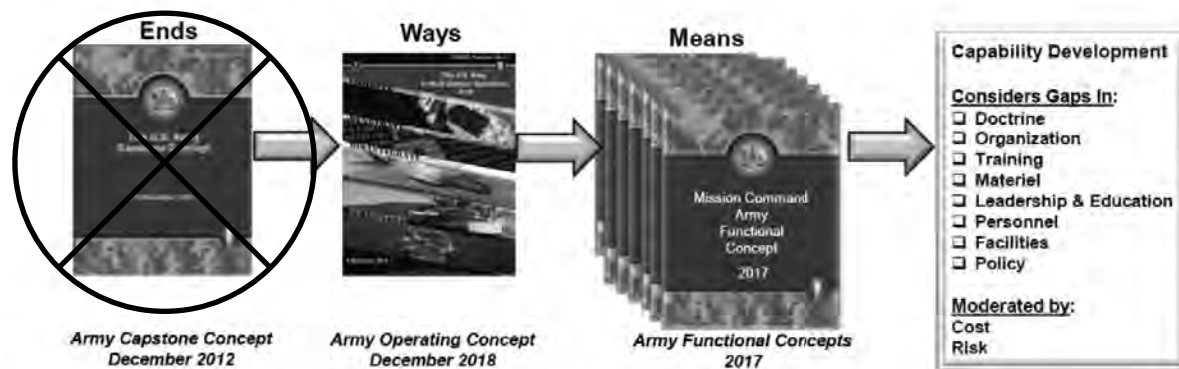 Ends
Army Capstone Concept
December 2012
Ways
Army Operating Concept
December 2018
Means
Mission Command
Army
Functional
Concept
2017
Army Functional Concepts
2017
Capability Development
Considers Gaps In:
Doctrine
Organization
Training
Materiel
Leadership & Education
Personnel
Facilities
Policy
Moderated by:
Cost
Risk